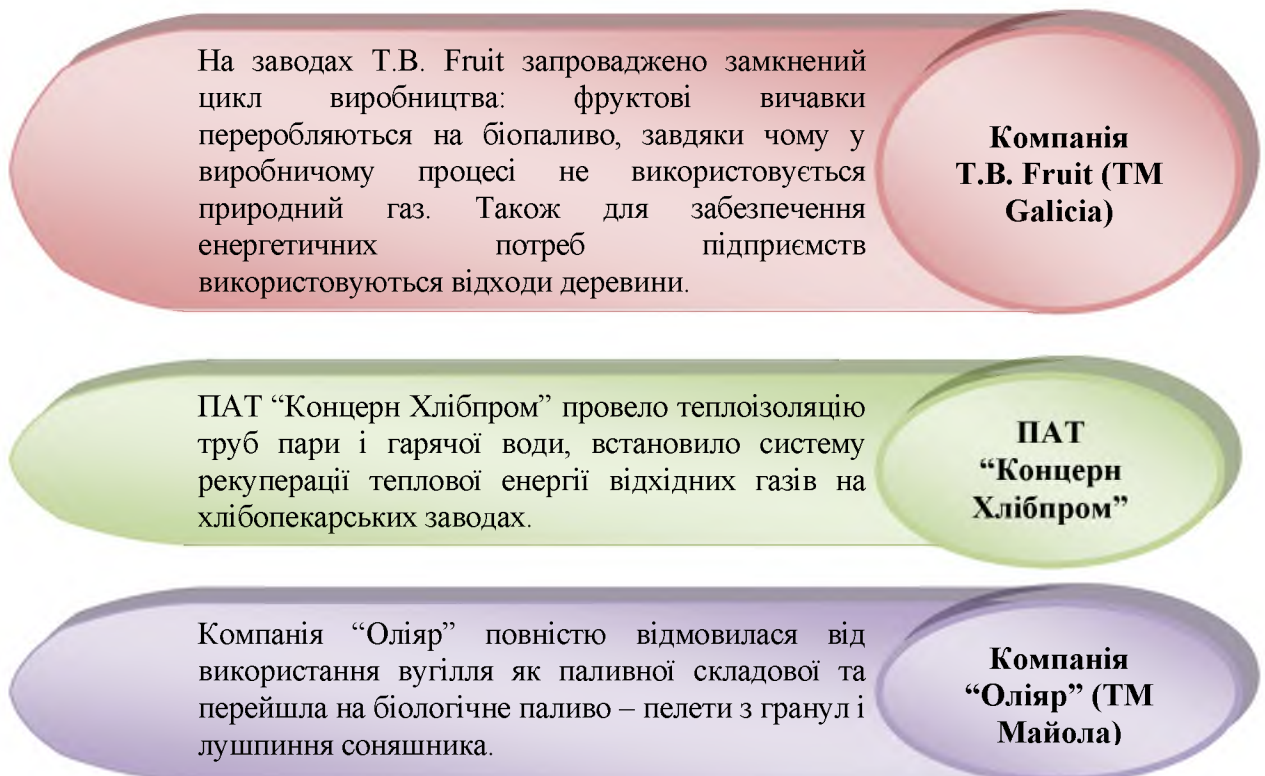 На заводах T.B. Fruit запроваджено замкнений
цикл виробництва: фруктові вичавки
переробляються на біопаливо, завдяки чому у
виробничому процесі не використовується
природний газ. Також для забезпечення
енергетичних потреб підприємств
використовуються відходи деревини.
Компанія
T.B. Fruit (ТМ
Galicia)
ПАТ “Концерн Хлібпром” провело теплоізоляцію
труб пари і гарячої води, встановило систему
рекуперації теплової енергії відхідних газів на
хлібопекарських заводах.
ПАТ
“Концерн
Хлібпром”
Компанія “Оліяр” повністю відмовилася від
використання вугілля як паливної складової та
перейшла на біологічне паливо – пелети з гранул і
лушпиння соняшника.
Компанія
“Оліяр” (ТМ
Майола)